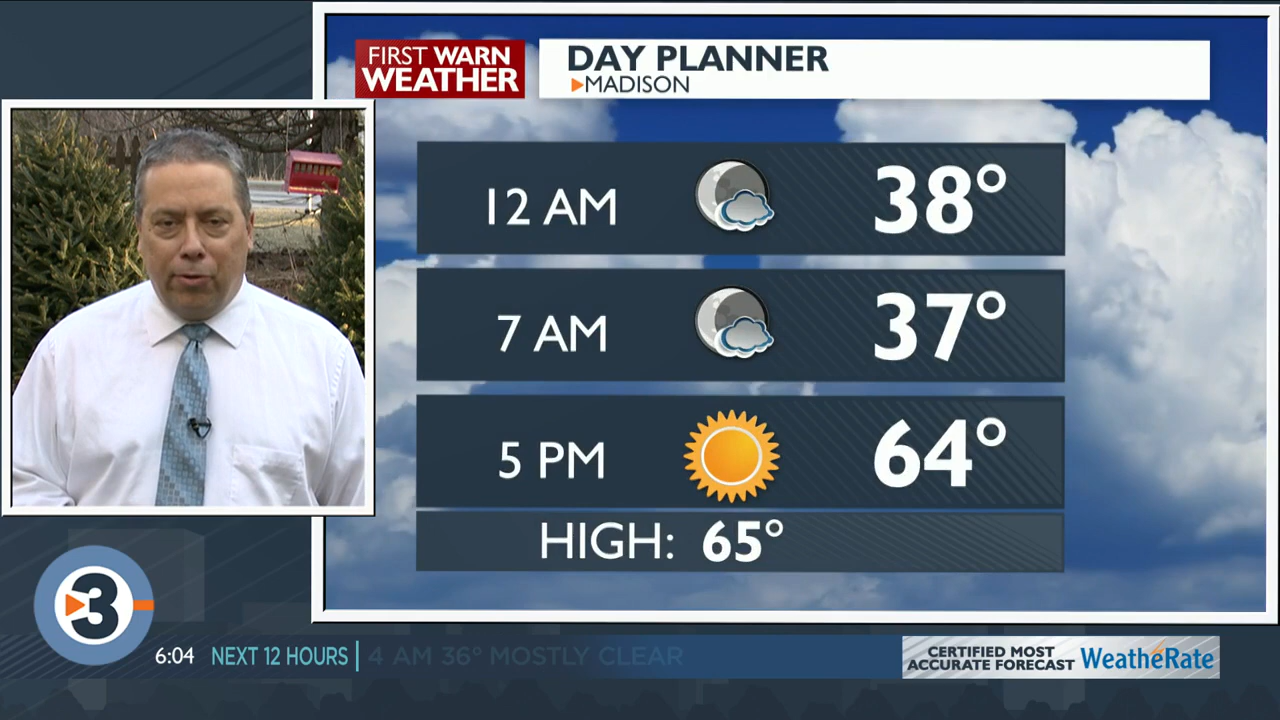 FIRST WARN
WEATHER
DAY PLANNER
MADISON
12 AM 38°
7 AM 37°
5 PM 64°
HIGH: 65°
3
6:04 NEXT 12 HOURS 4 AM 36° MOSTLY CLEAR
CERTIFIED MOST
ACCURATE FORECAST WeatheRate